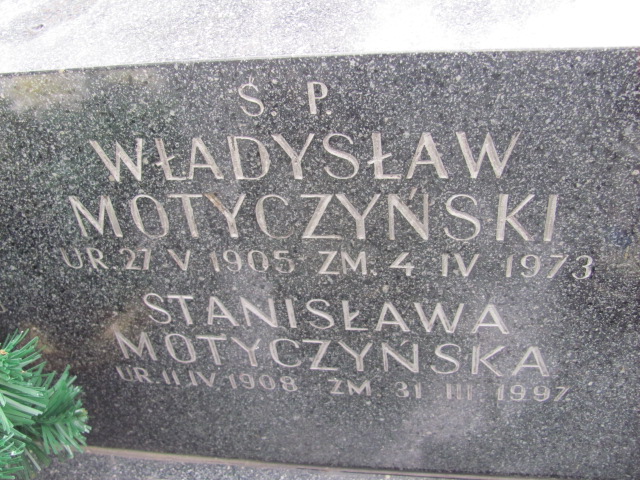 Ś. P.
WŁADYSŁAW
MOTYCZYŃSKI
UR. 27 V 1905 ZM. 4 IV 1973
STANISŁAWA
MOTYCZYŃSKA
UR. 11 IV 1908 ZM. 31 III 1997